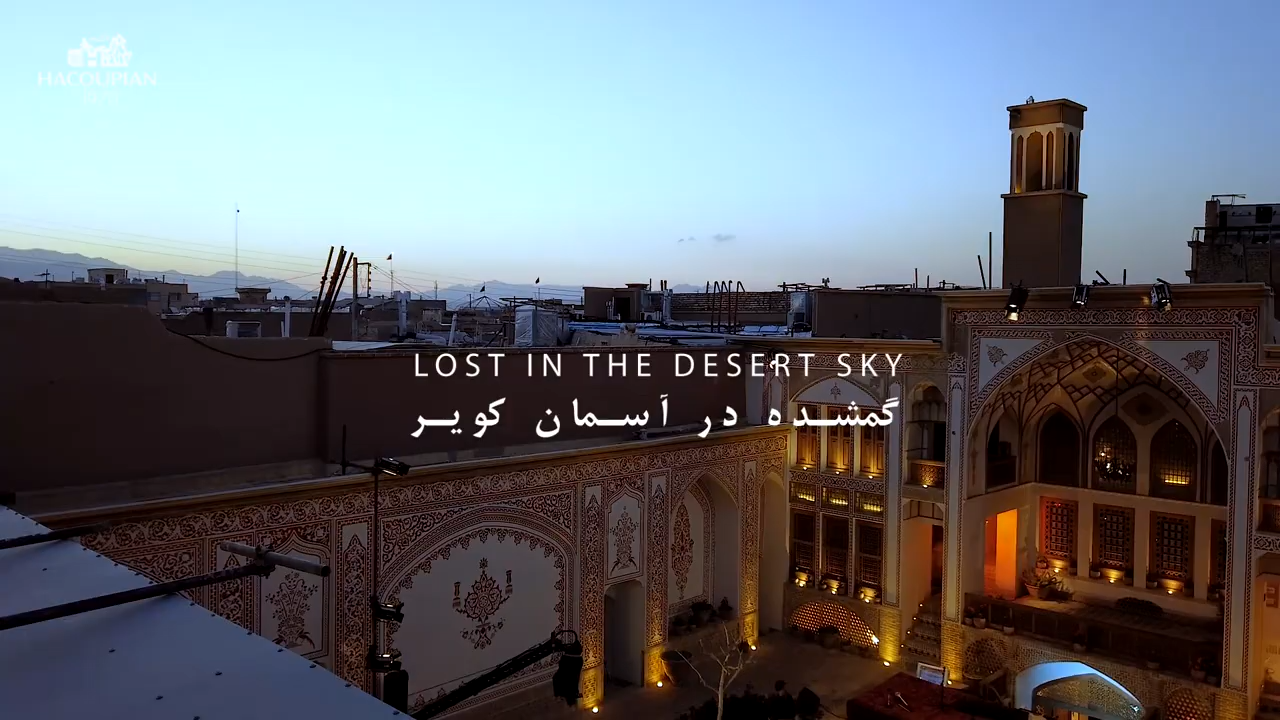 HACOUPIAN
LOST IN THE DESERT SKY
گمشده در آسمان کویر